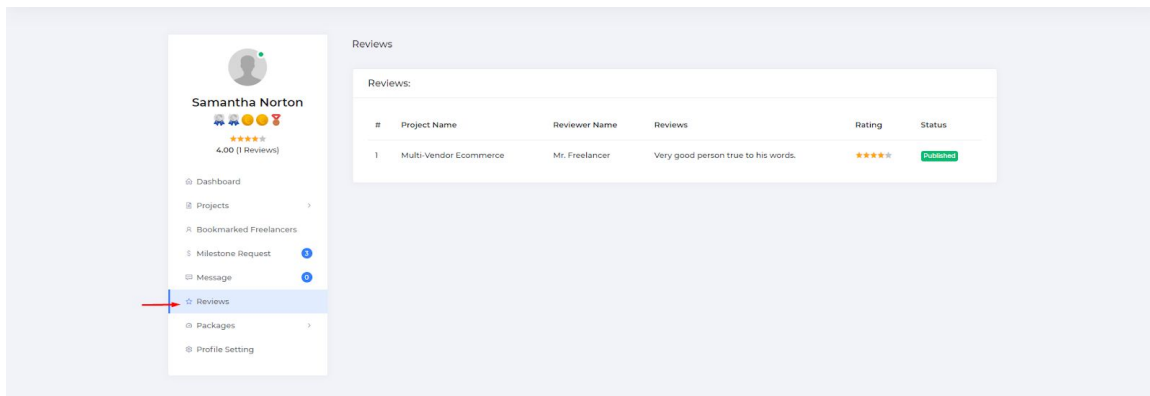 Reviews
Samantha Norton
4.00 (1 Reviews)
Dashboard
Projects
Bookmarked Freelancers
Milestone Request 3
Message 0
Reviews
Packages
Profile Setting
Reviews:
# Project Name Reviewer Name Reviews Rating Status
1 Multi-Vendor Ecommerce Mr. Freelancer Very good person true to his words. Published